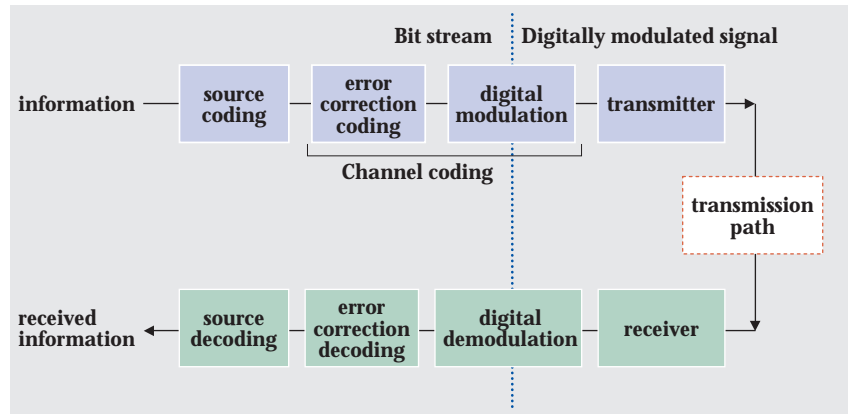 Bit stream
Digitally modulated signal
information
source
coding
error
correction
coding
digital
modulation
transmitter
Channel coding
transmission
path
received
information
source
decoding
error
correction
decoding
digital
demodulation
receiver